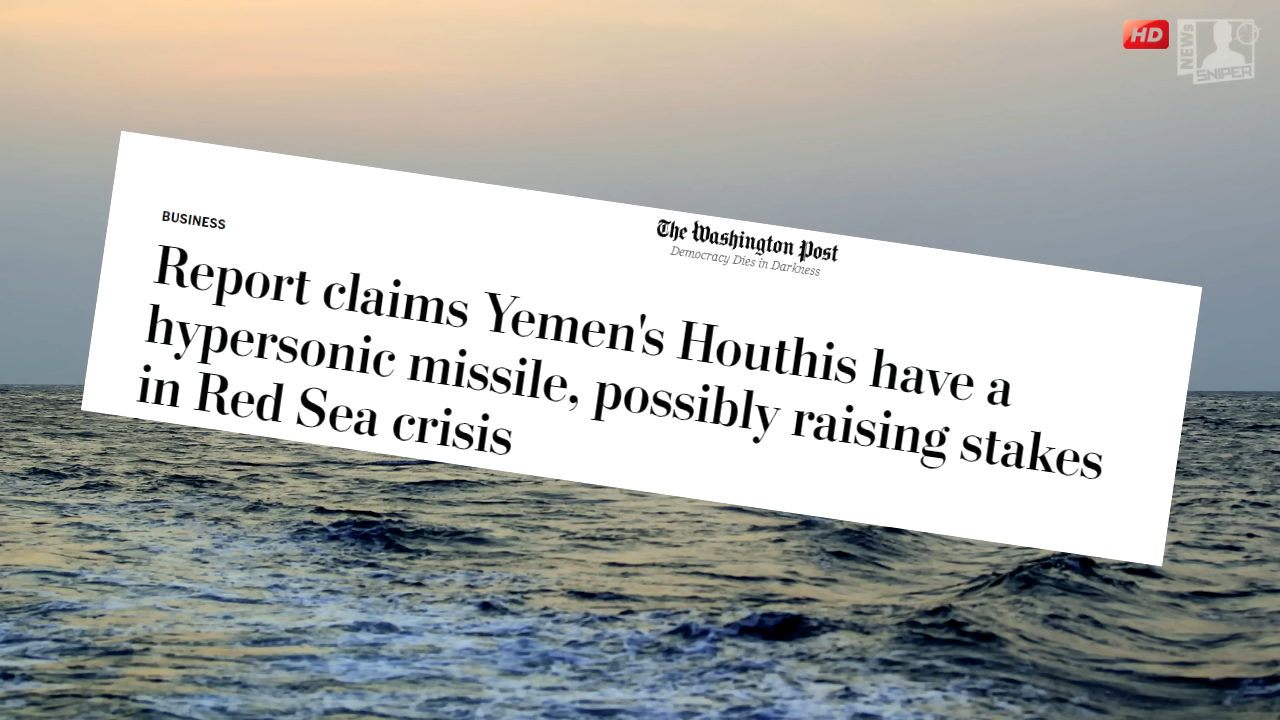 HD
NEWS
SNIPER
BUSINESS
The Washington Post
Democracy Dies in Darkness
Report claims Yemen's Houthis have a
hypersonic missile, possibly raising stakes
in Red Sea crisis